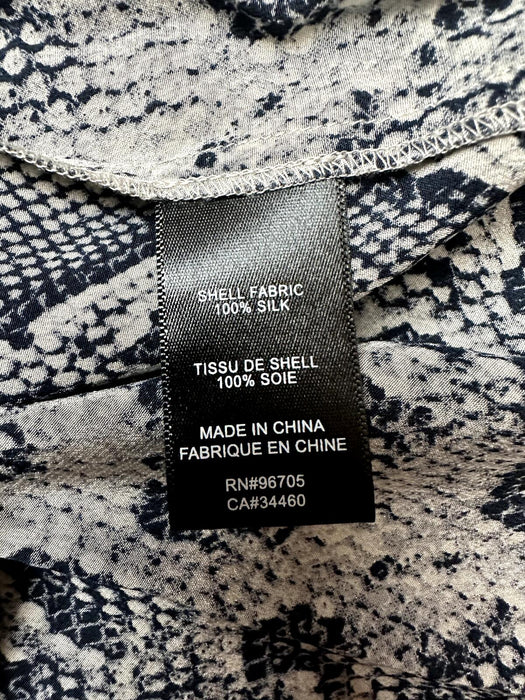 SHELL FABRIC
100% SILK
TISSU DE SHELL
100% SOIE
MADE IN CHINA
FABRIQUE EN CHINE
RN#96705
CA#34460